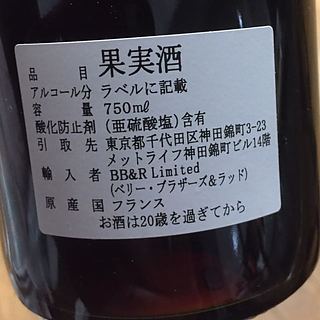 品目 果実酒
アルコール分 ラベルに記載
容量 750mℓ
酸化防止剤 (亜硫酸塩)含有
引取先 東京都千代田区神田錦町3-23
メットライフ神田錦町ビル14階
輸入者 BB&R Limited
(ベリー・ブラザーズ&ラッド)
原産国 フランス
お酒は20歳を過ぎてから